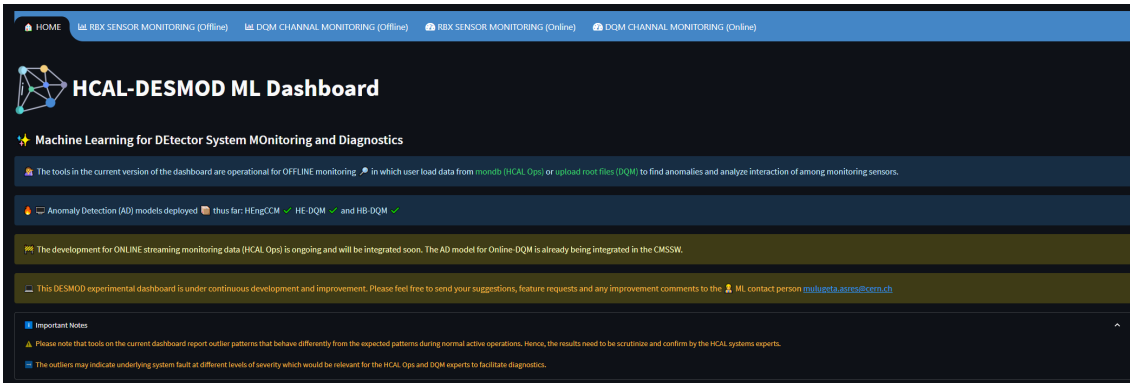 HOME RBX SENSOR MONITORING (Offline) DQM CHANNAL MONITORING (Offline) RBX SENSOR MONITORING (Online) DQM CHANNAL MONITORING (Online)
HCAL-DESMOD ML Dashboard
Machine Learning for DEtector System MOnitoring and Diagnostics
The tools in the current version of the dashboard are operational for OFFLINE monitoring in which user load data from mondb (HCAL Ops) or upload root files (DQM) to find anomalies and analyze interaction of among monitoring sensors.
Anomaly Detection (AD) models deployed thus far: HEngCCM ✓ HE-DQM ✓ and HB-DQM ✓
The development for ONLINE streaming monitoring data (HCAL Ops) is ongoing and will be integrated soon. The AD model for Online-DQM is already being integrated in the CMSSW.
This DESMOD experimental dashboard is under continuous development and improvement. Please feel free to send your suggestions, feature requests and any improvement comments to the ML contact person mulugeta.asres@cern.ch
Important Notes
Please note that tools on the current dashboard report outlier patterns that behave differently from the expected patterns during normal active operations. Hence, the results need to be scrutinize and confirm by the HCAL systems experts.
The outliers may indicate underlying system fault at different levels of severity which would be relevant for the HCAL Ops and DQM experts to facilitate diagnostics.